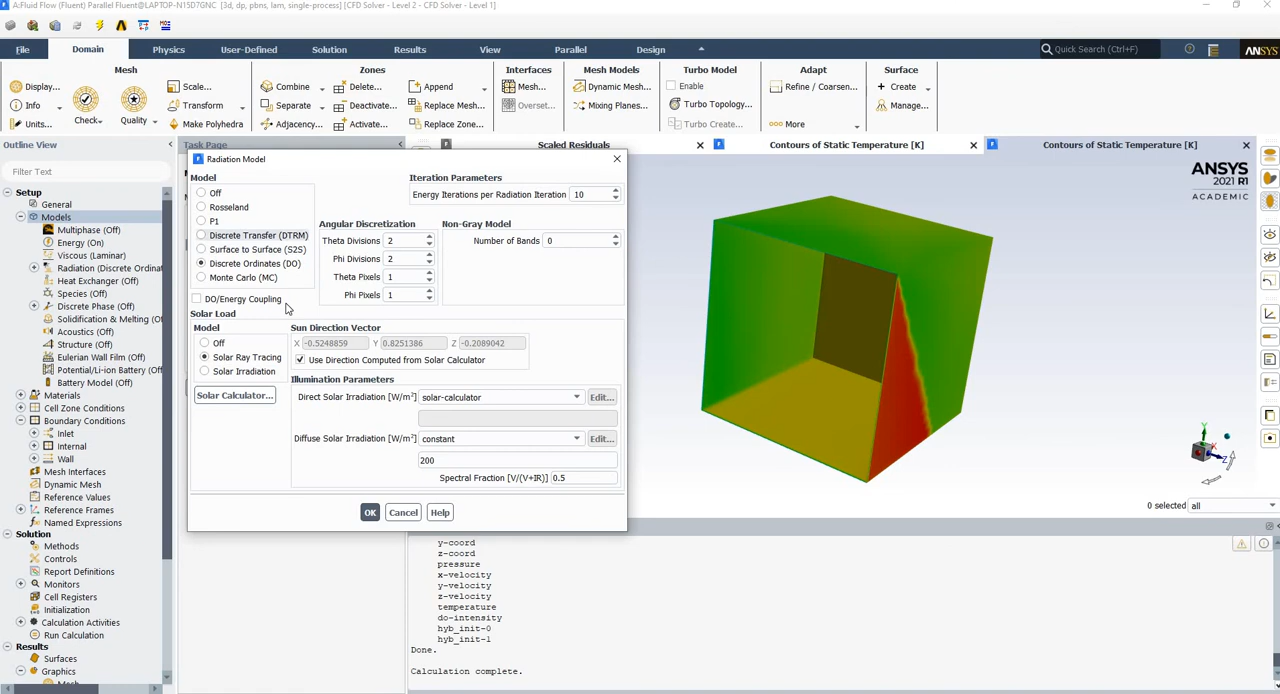 A:Fluid Flow (Fluent) Parallel Fluent@LAPTOP-N15D7GNC [3d, dp, pbns, lam, single-process] [CFD Solver - Level 2 - CFD Solver - Level 1]
File Domain Physics User-Defined Solution Results View Parallel Design
Quick Search (Ctrl+F)
ANSYS
Mesh Zones Interfaces Mesh Models Turbo Model Adapt Surface
Display... Scale... Combine Delete... Append Mesh... Dynamic Mesh... Enable Refine / Coarsen... Create
Info Transform Separate Deactivate... Replace Mesh... Overset... Mixing Planes... Turbo Topology... Manage...
Check Quality
Units... Make Polyhedra Adjacency... Activate... Replace Zone... Turbo Create... More
Outline View
Task Page
Scaled Residuals
Contours of Static Temperature [K]
Contours of Static Temperature [K]
Filter Text
Setup
General
Models
Multiphase (Off)
Energy (On)
Viscous (Laminar)
Radiation (Discrete Ordinat
Heat Exchanger (Off)
Species (Off)
Discrete Phase (Off)
Solidification & Melting (Off)
Acoustics (Off)
Structure (Off)
Eulerian Wall Film (Off)
Potential/Li-ion Battery (Off)
Battery Model (Off)
Materials
Cell Zone Conditions
Boundary Conditions
Inlet
Internal
Wall
Mesh Interfaces
Dynamic Mesh
Reference Values
Reference Frames
Named Expressions
Solution
Methods
Controls
Report Definitions
Monitors
Cell Registers
Initialization
Calculation Activities
Run Calculation
Results
Surfaces
Graphics
Mesh
Radiation Model
Model
Off
Rosseland
P1
Discrete Transfer (DTRM)
Surface to Surface (S2S)
Discrete Ordinates (DO)
Monte Carlo (MC)
DO/Energy Coupling
Iteration Parameters
Energy Iterations per Radiation Iteration 10
Angular Discretization
Theta Divisions 2
Phi Divisions 2
Theta Pixels 1
Phi Pixels 1
Non-Gray Model
Number of Bands 0
Solar Load
Model
Off
Solar Ray Tracing
Solar Irradiation
Solar Calculator...
Sun Direction Vector
X -0.5248859 Y 0.8251386 Z -0.2089042
Use Direction Computed from Solar Calculator
Illumination Parameters
Direct Solar Irradiation [W/m²] solar-calculator Edit...
Diffuse Solar Irradiation [W/m²] constant Edit...
200
Spectral Fraction [V/(V+IR)] 0.5
OK Cancel Help
ANSYS
2021 R1
ACADEMIC
Y
X
Z
0 selected all
y-coord
z-coord
pressure
x-velocity
y-velocity
z-velocity
temperature
do-intensity
hyb_init-0
hyb_init-1
Done.
Calculation complete.